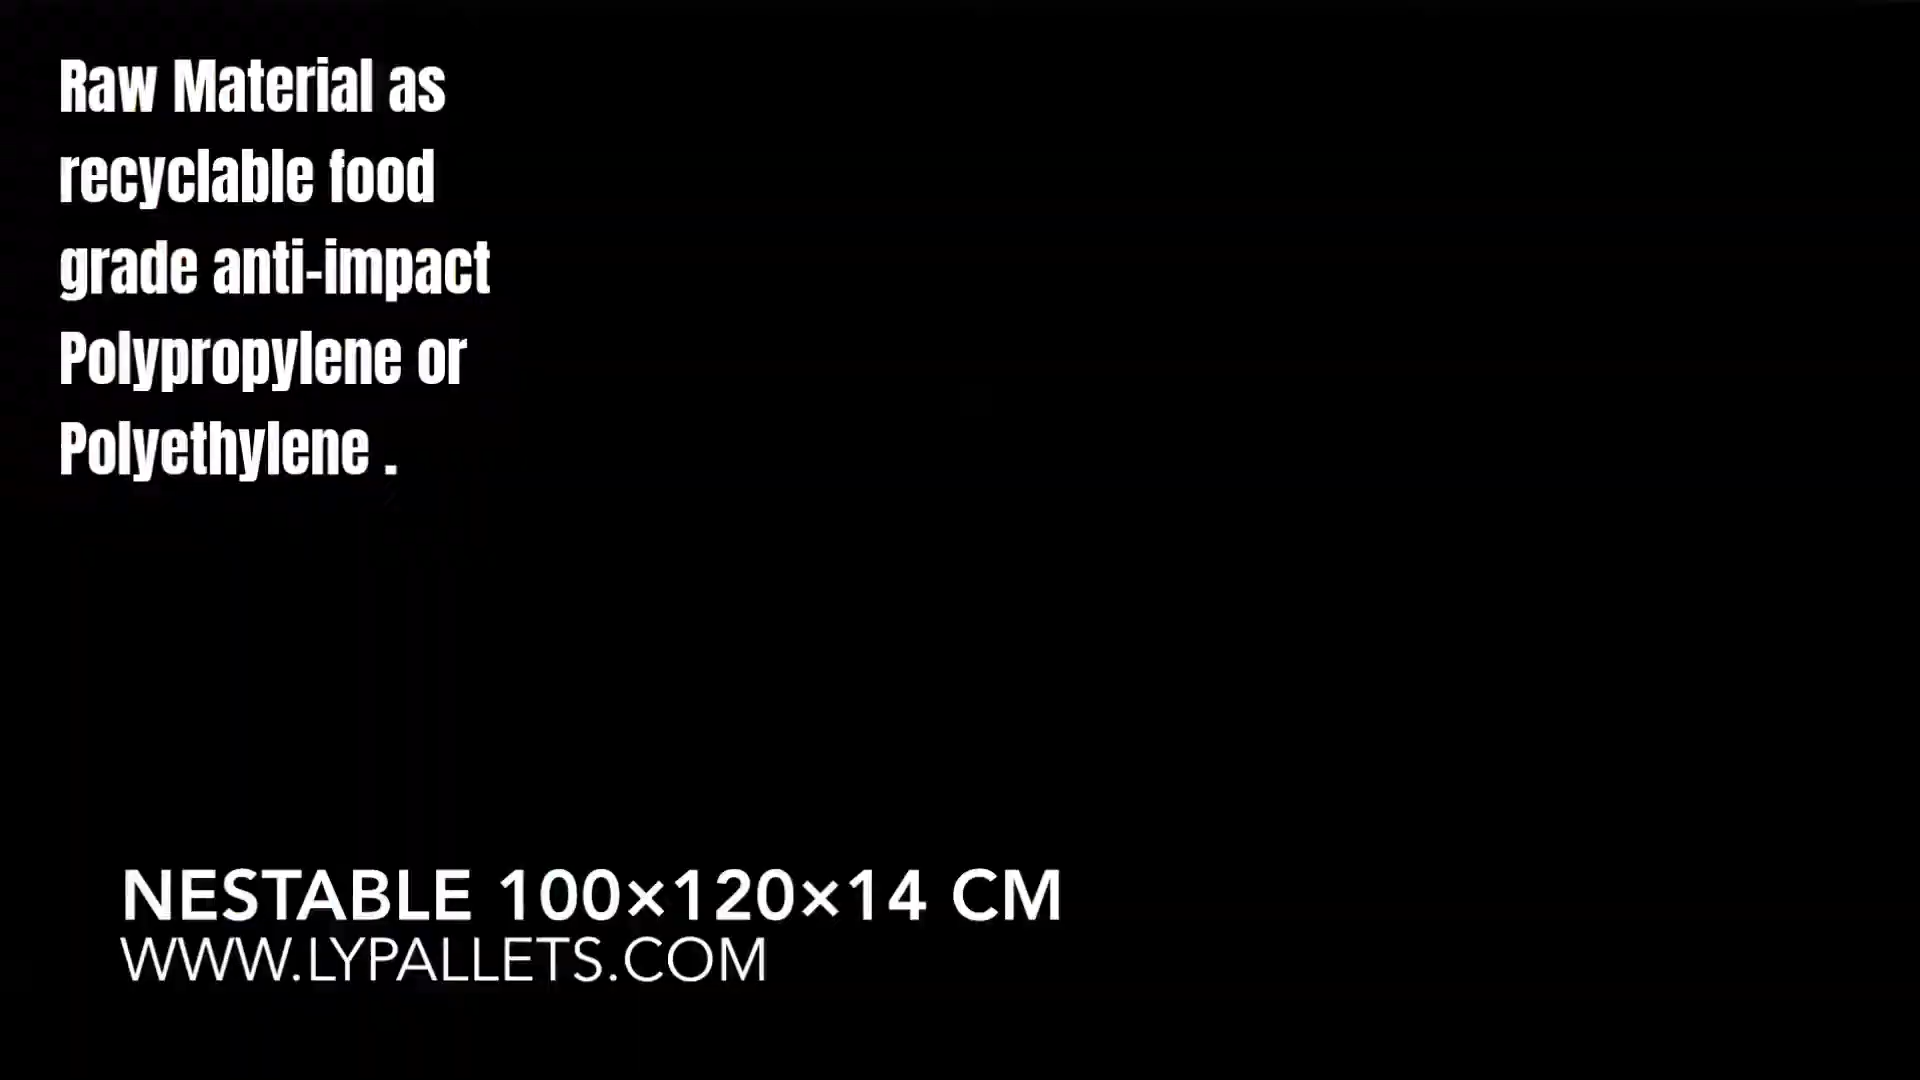 Raw Material as
recyclable food
grade anti-impact
Polypropylene or
Polyethylene .
NESTABLE 100×120×14 CM
WWW.LYPALLETS.COM